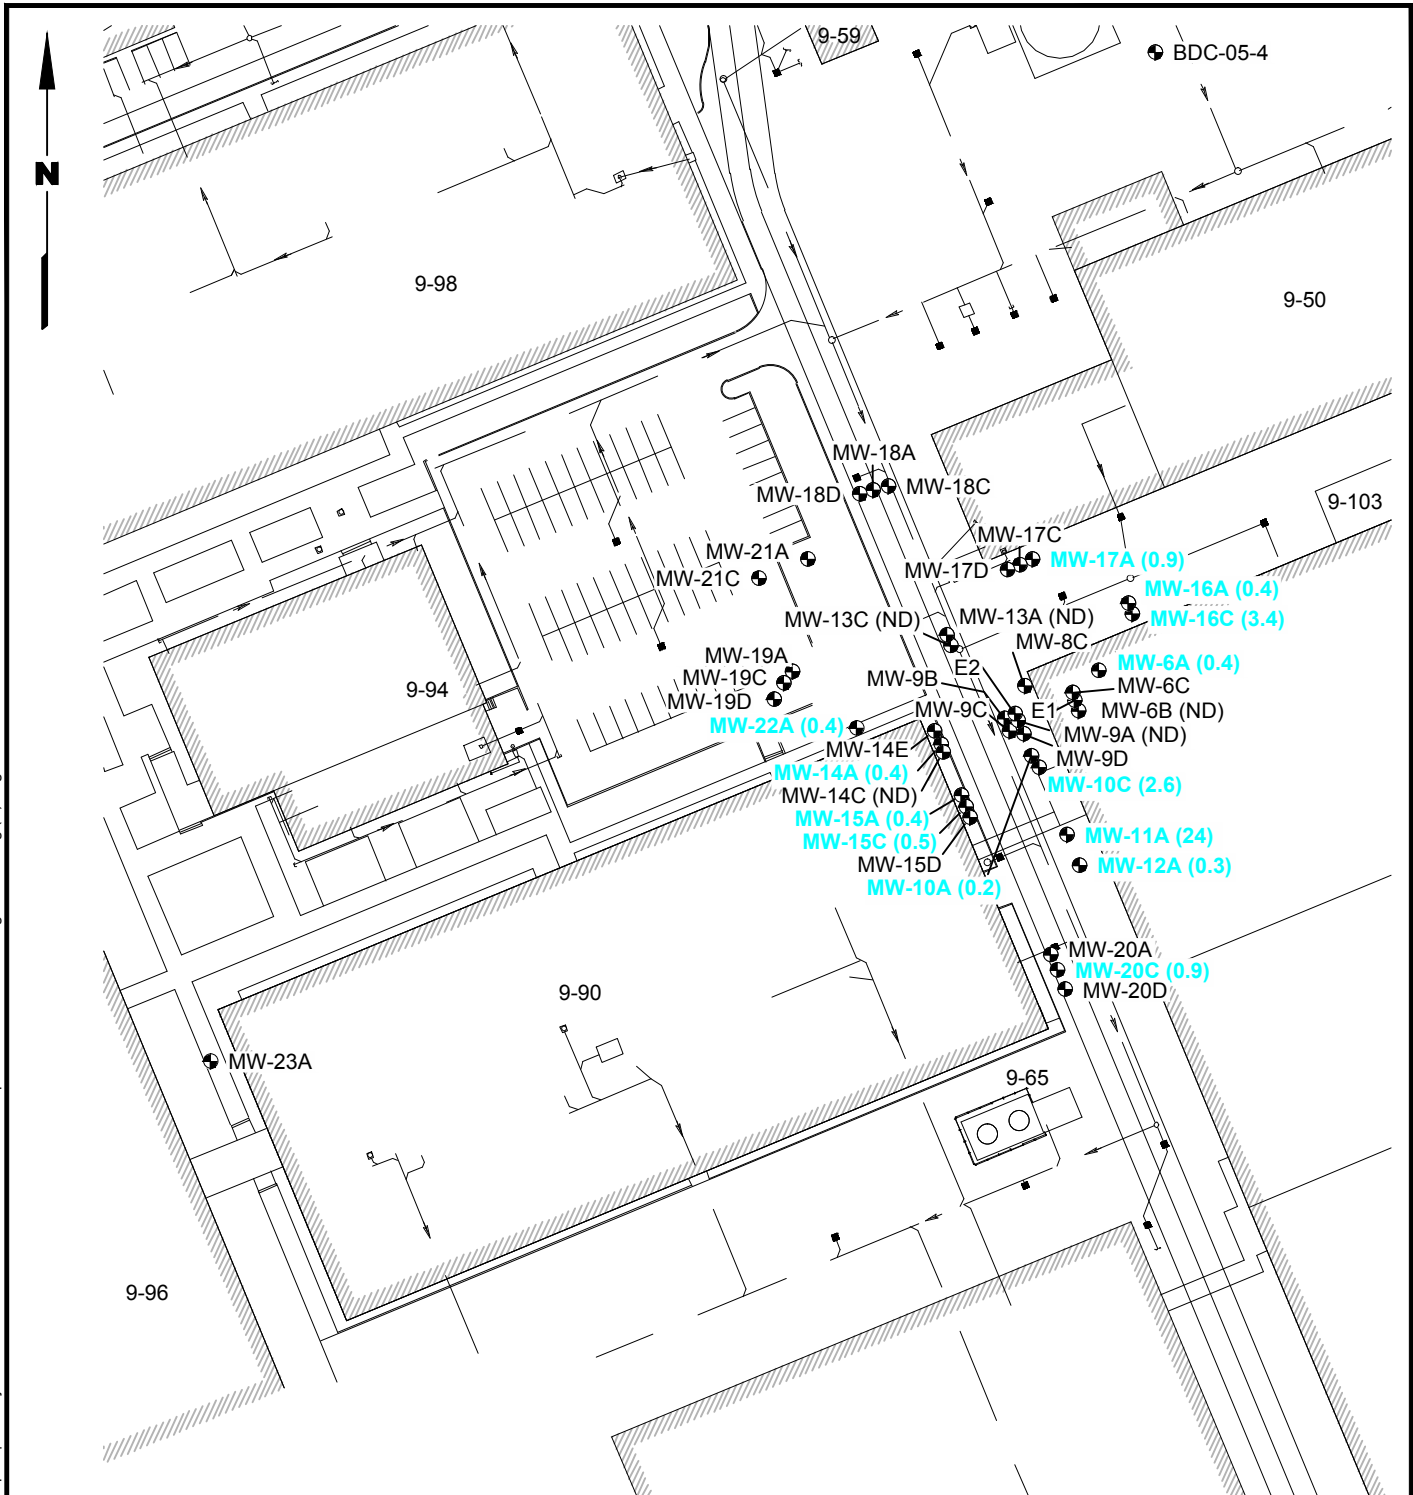 9-59
BDC-05-4
N
9-98
9-50
MW-18A
MW-18D
MW-18C
9-103
MW-17C
MW-21A
MW-17D
MW-17A (0.9)
MW-21C
MW-16A (0.4)
MW-13C (ND)
MW-13A (ND)
MW-16C (3.4)
MW-8C
MW-19A
E2
MW-6A (0.4)
MW-19C
MW-9B
MW-6C
9-94
MW-19D
MW-9C
E1
MW-6B (ND)
MW-22A (0.4)
MW-9A (ND)
MW-14E
MW-9D
MW-14A (0.4)
MW-10C (2.6)
MW-14C (ND)
MW-15A (0.4)
MW-11A (24)
MW-15C (0.5)
MW-15D
MW-12A (0.3)
MW-10A (0.2)
MW-20A
MW-20C (0.9)
9-90
MW-20D
MW-23A
9-65
9-96